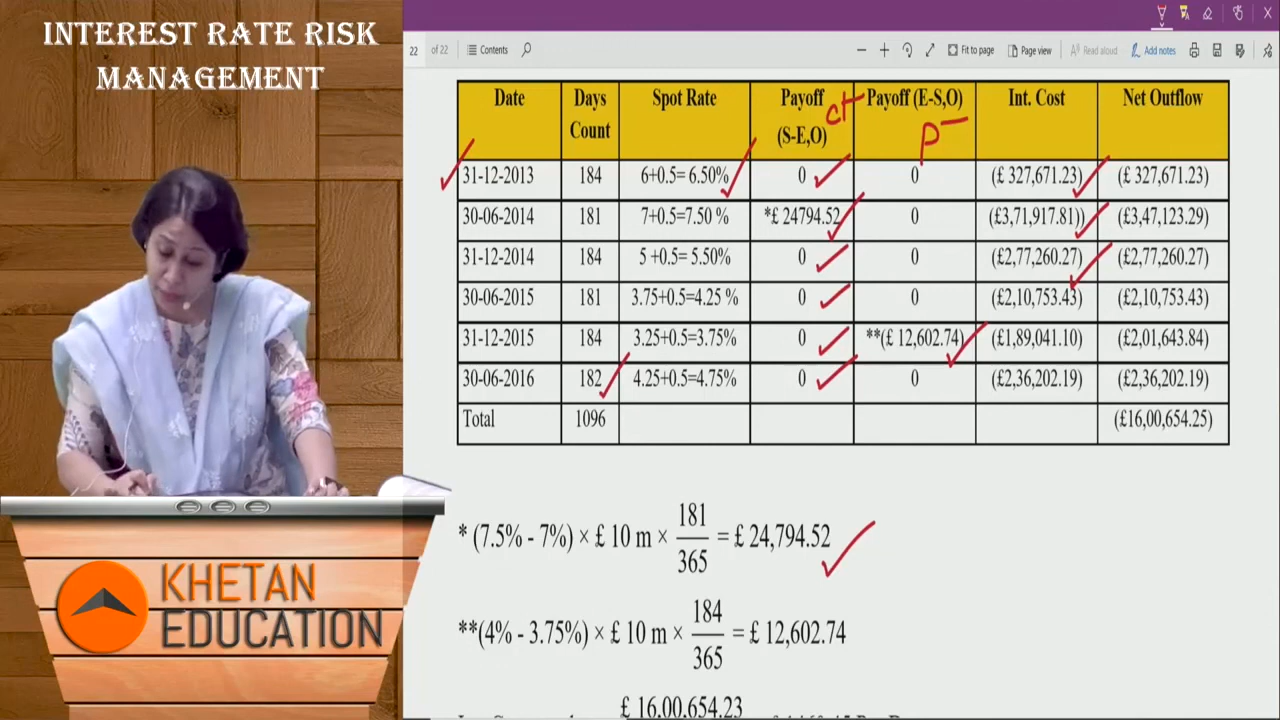 INTEREST RATE RISK
MANAGEMENT
22 of 22 Contents Fit to page Page view Read aloud Add notes
Date Days Count Spot Rate Payoff (S-E,O) Payoff (E-S,O) Int. Cost Net Outflow
C+ P-
31-12-2013 184 6+0.5= 6.50% 0 0 (£ 327,671.23) (£ 327,671.23)
30-06-2014 181 7+0.5=7.50 % *£ 24794.52 0 (£3,71,917.81)) (£3,47,123.29)
31-12-2014 184 5 +0.5= 5.50% 0 0 (£2,77,260.27) (£2,77,260.27)
30-06-2015 181 3.75+0.5=4.25 % 0 0 (£2,10,753.43) (£2,10,753.43)
31-12-2015 184 3.25+0.5=3.75% 0 **(£ 12,602.74) (£1,89,041.10) (£2,01,643.84)
30-06-2016 182 4.25+0.5=4.75% 0 0 (£2,36,202.19) (£2,36,202.19)
Total 1096 (£16,00,654.25)
* (7.5% - 7%) × £ 10 m × 181/365 = £ 24,794.52
**(4% - 3.75%) × £ 10 m × 184/365 = £ 12,602.74
£ 16,00,654.23
KHETAN
EDUCATION